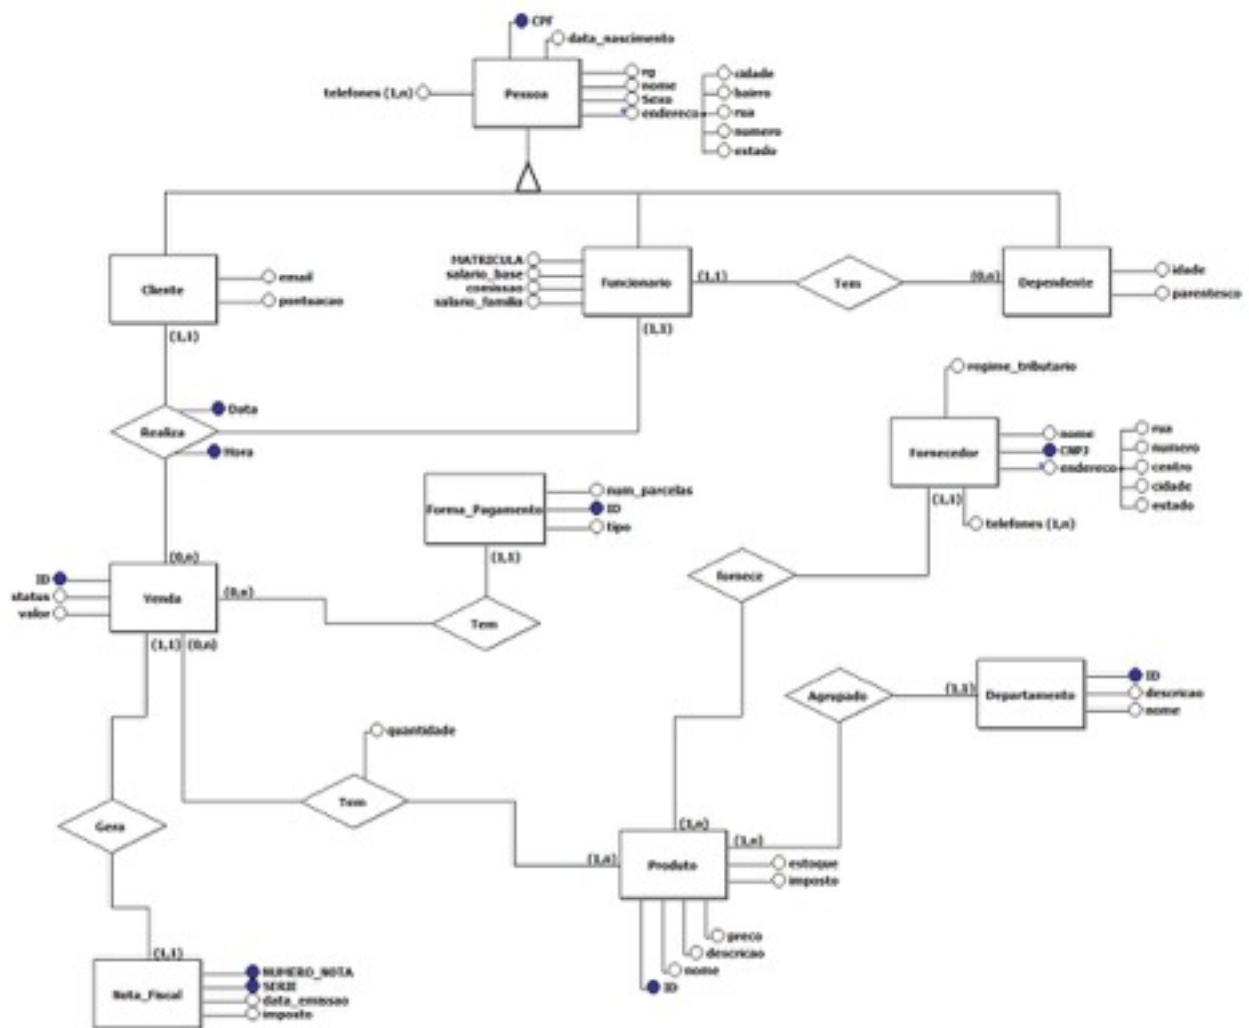 CPF
data_nascimento
telefones (1,n)
Pessoa
rg
nome
Sexo
endereco
cidade
bairro
rua
numero
estado
Cliente
email
pontuacao
(1,1)
MATRICULA
salario_base
comissao
salario_familia
Funcionario
(1,1)
(1,1)
Tem
(0,n)
Dependente
idade
parentesco
Realiza
Data
Hora
regime_tributario
Fornecedor
nome
CNPJ
endereco
rua
numero
centro
cidade
estado
(1,1)
telefones (1,n)
Forma_Pagamento
num_parcelas
ID
tipo
(1,1)
(0,n)
ID
status
valor
Venda
(0,n)
Tem
(1,1)
(0,n)
fornece
Agrupado
(1,1)
Departamento
ID
descricao
nome
quantidade
Tem
Gera
(1,n)
(1,n)
(1,n)
Produto
estoque
imposto
preco
descricao
nome
ID
(1,1)
Nota_Fiscal
NUMERO_NOTA
SERIE
data_emissao
imposto